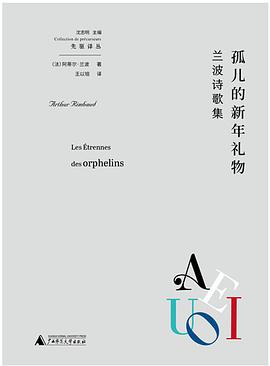 沈志明 主编
Collection de précurseurs
先驱译丛
(法) 阿蒂尔·兰波 著
王以培 译
Arthur Rimbaud
孤儿的新年礼物
兰波诗歌集
Les Étrennes
des orphelins
A
E
U
O
I
广西师范大学出版社